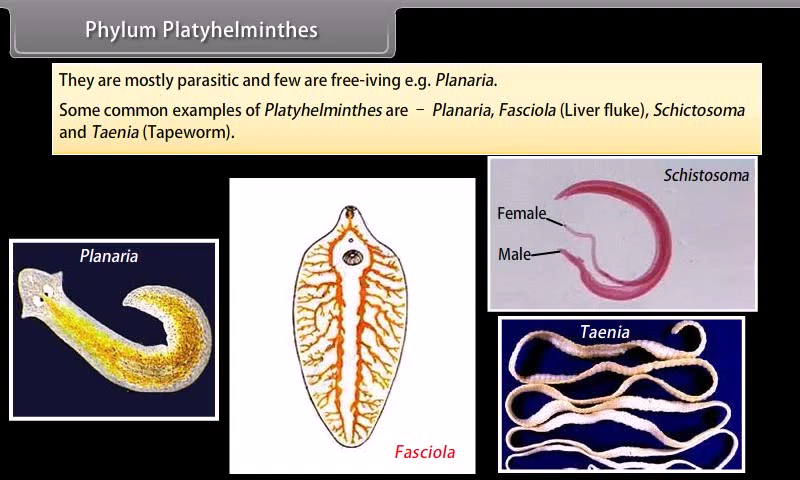 Phylum Platyhelminthes
They are mostly parasitic and few are free-iving e.g. Planaria.
Some common examples of Platyhelminthes are – Planaria, Fasciola (Liver fluke), Schictosoma
and Taenia (Tapeworm).
Schistosoma
Female
Male
Planaria
Taenia
Fasciola